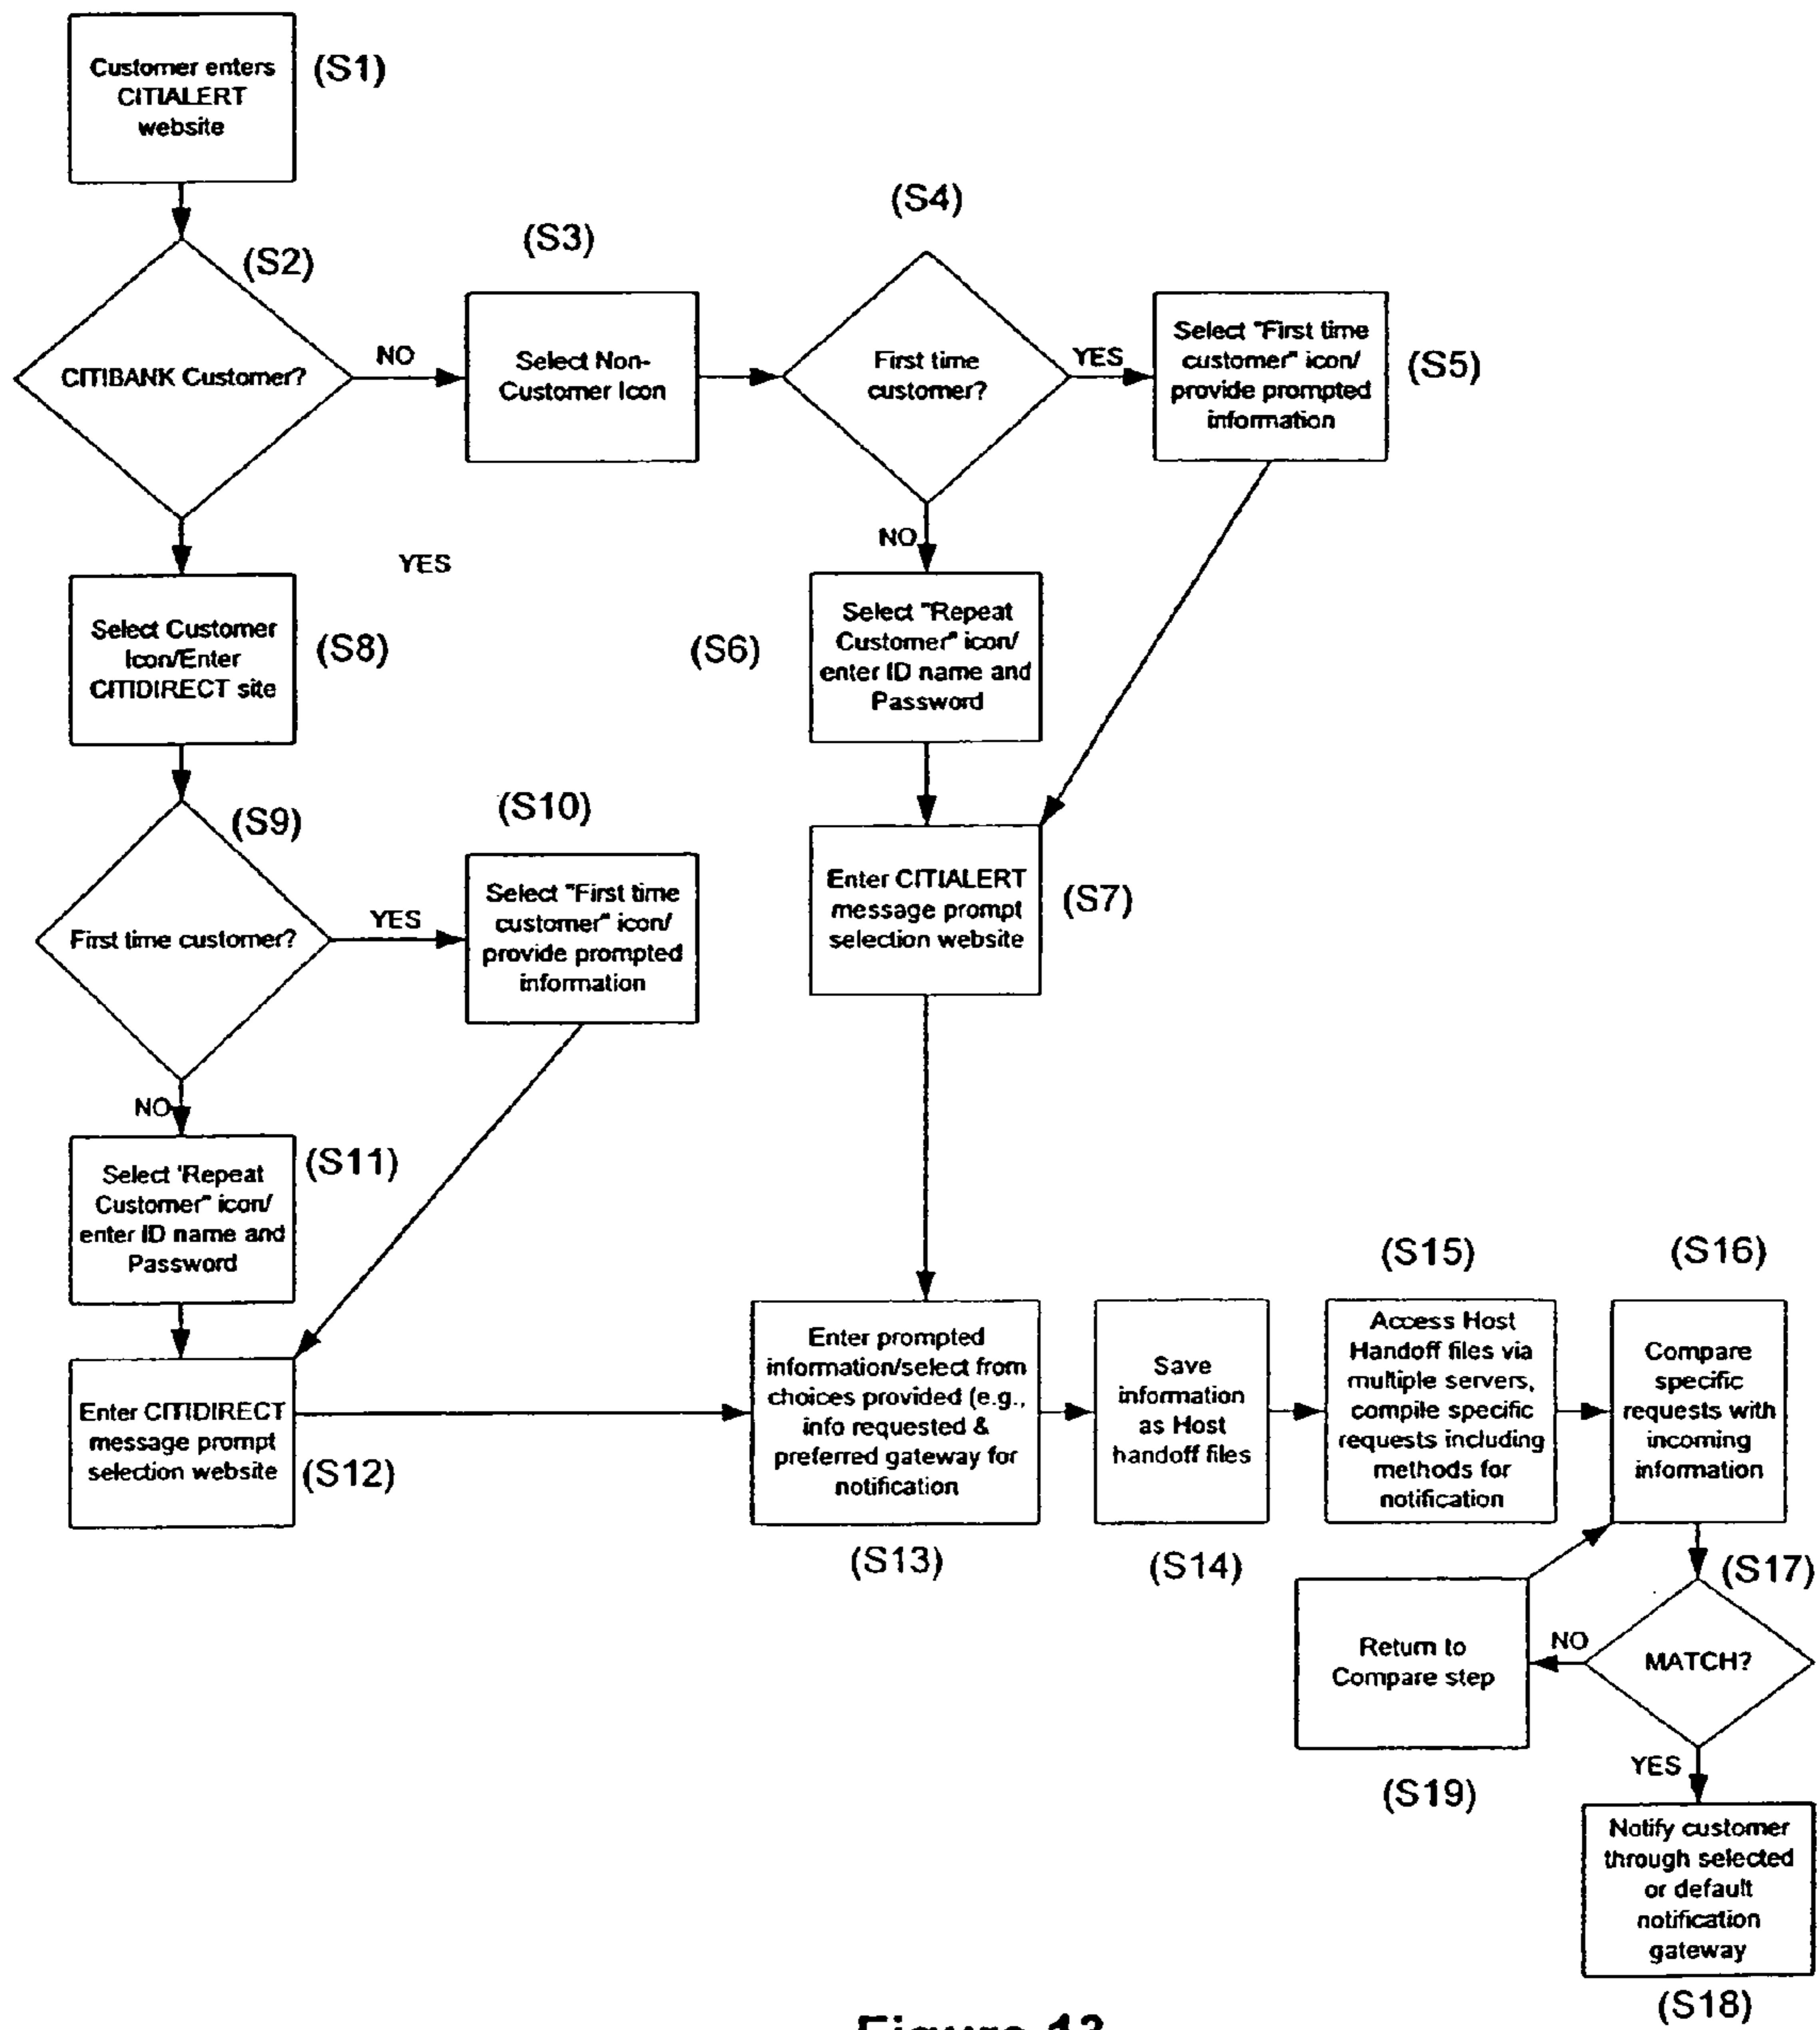 Customer enters
CITIALERT
website
(S1)
(S2)
CITIBANK Customer?
NO
(S3)
Select Non-
Customer Icon
(S4)
First time
customer?
YES
Select "First time
customer" icon/
provide prompted
information
(S5)
YES
NO
Select Customer
Icon/Enter
CITIDIRECT site
(S8)
(S6)
Select "Repeat
Customer" icon/
enter ID name and
Password
(S9)
First time customer?
YES
(S10)
Select "First time
customer" icon/
provide prompted
information
Enter CITIALERT
message prompt
selection website
(S7)
NO
Select 'Repeat
Customer" icon/
enter ID name and
Password
(S11)
Enter CITIDIRECT
message prompt
selection website
(S12)
Enter prompted
information/select from
choices provided (e.g.,
info requested &
preferred gateway for
notification
(S13)
Save
information
as Host
handoff files
(S14)
(S15)
Access Host
Handoff files via
multiple servers,
compile specific
requests including
methods for
notification
(S16)
Compare
specific
requests with
incoming
information
(S17)
MATCH?
NO
Return to
Compare step
(S19)
YES
Notify customer
through selected
or default
notification
gateway
(S18)
Figure 13